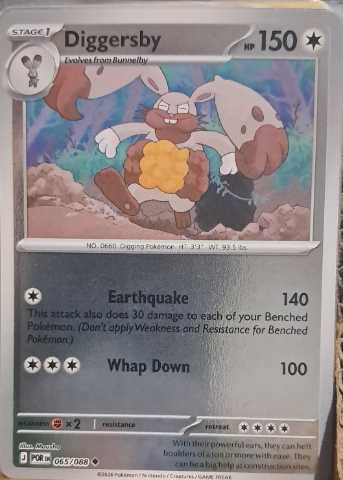 STAGE 1
Diggersby
HP 150
Evolves from Bunnelby
NO. 0660 Digging Pokémon HT: 3'3" WT: 93.5 lbs.
Earthquake 140
This attack also does 30 damage to each of your Benched
Pokémon. (Don't apply Weakness and Resistance for Benched
Pokémon.)
Whap Down 100
weakness ×2 resistance retreat
Illus. Mousho
J POR EN 065/088
With their powerful ears, they can heft
boulders of a ton or more with ease. They
can be a big help at construction sites.
©2026 Pokémon / Nintendo / Creatures / GAME FREAK